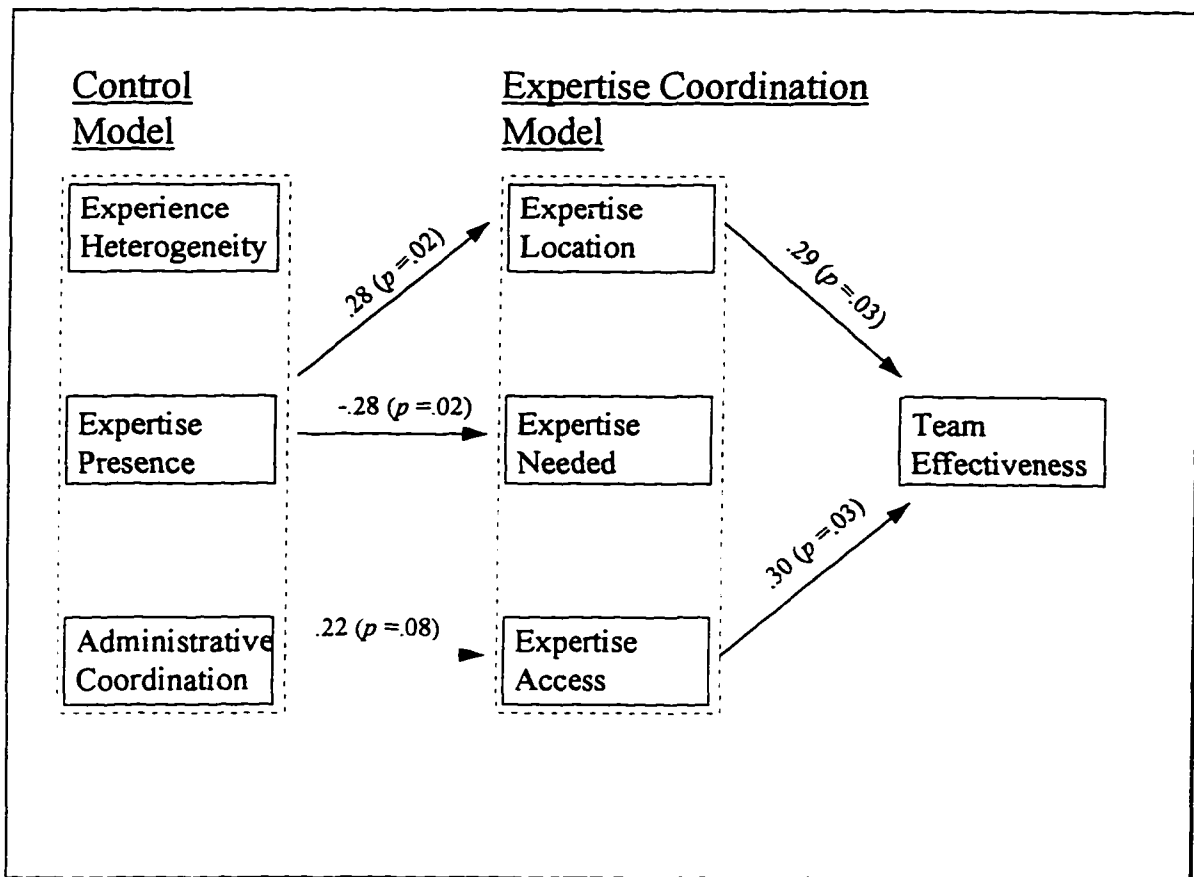 Control
Model
Expertise Coordination
Model
Experience
Heterogeneity
Expertise
Location
.28 (p =.02)
.29 (p =.03)
Expertise
Presence
-.28 (p =.02)
Expertise
Needed
Team
Effectiveness
.30 (p =.03)
Administrative
Coordination
.22 (p =.08)
Expertise
Access